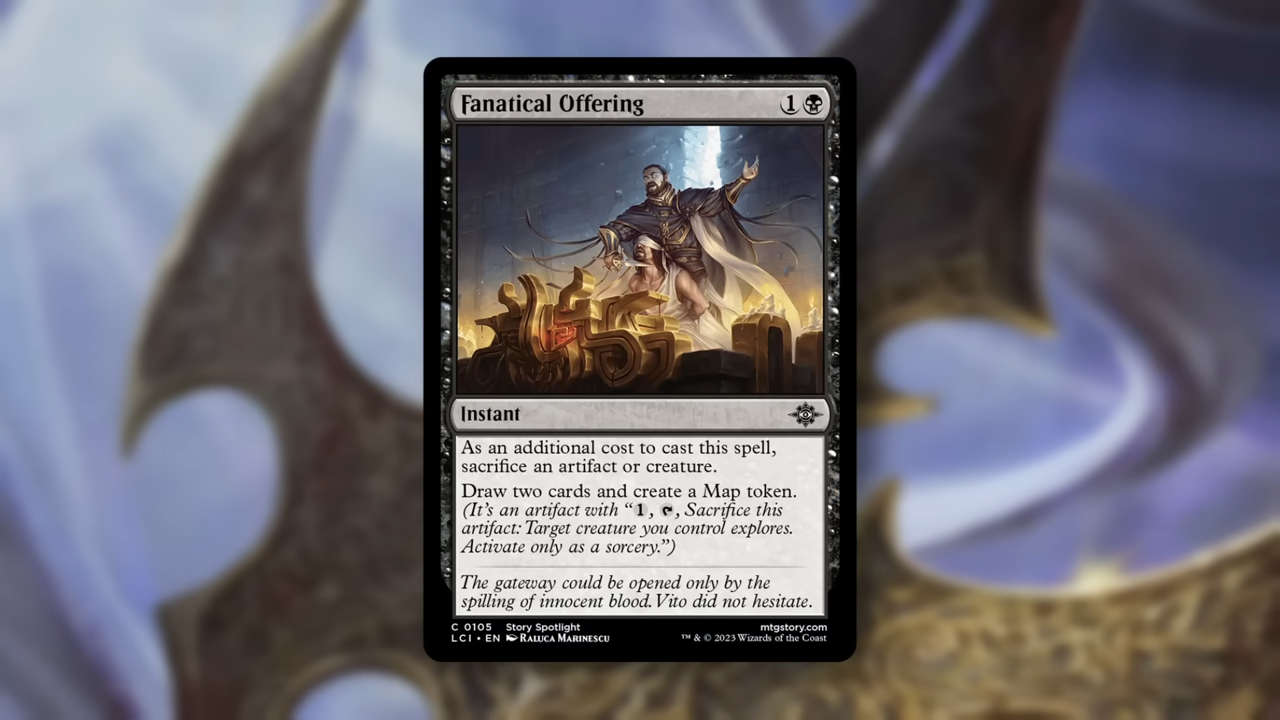 Fanatical Offering 1
Instant
As an additional cost to cast this spell,
sacrifice an artifact or creature.
Draw two cards and create a Map token.
(It's an artifact with “1, , Sacrifice this
artifact: Target creature you control explores.
Activate only as a sorcery.”)
The gateway could be opened only by the
spilling of innocent blood. Vito did not hesitate.
C 0105 Story Spotlight mtgstory.com
LCI • EN Raluca Marinescu ™ & © 2023 Wizards of the Coast